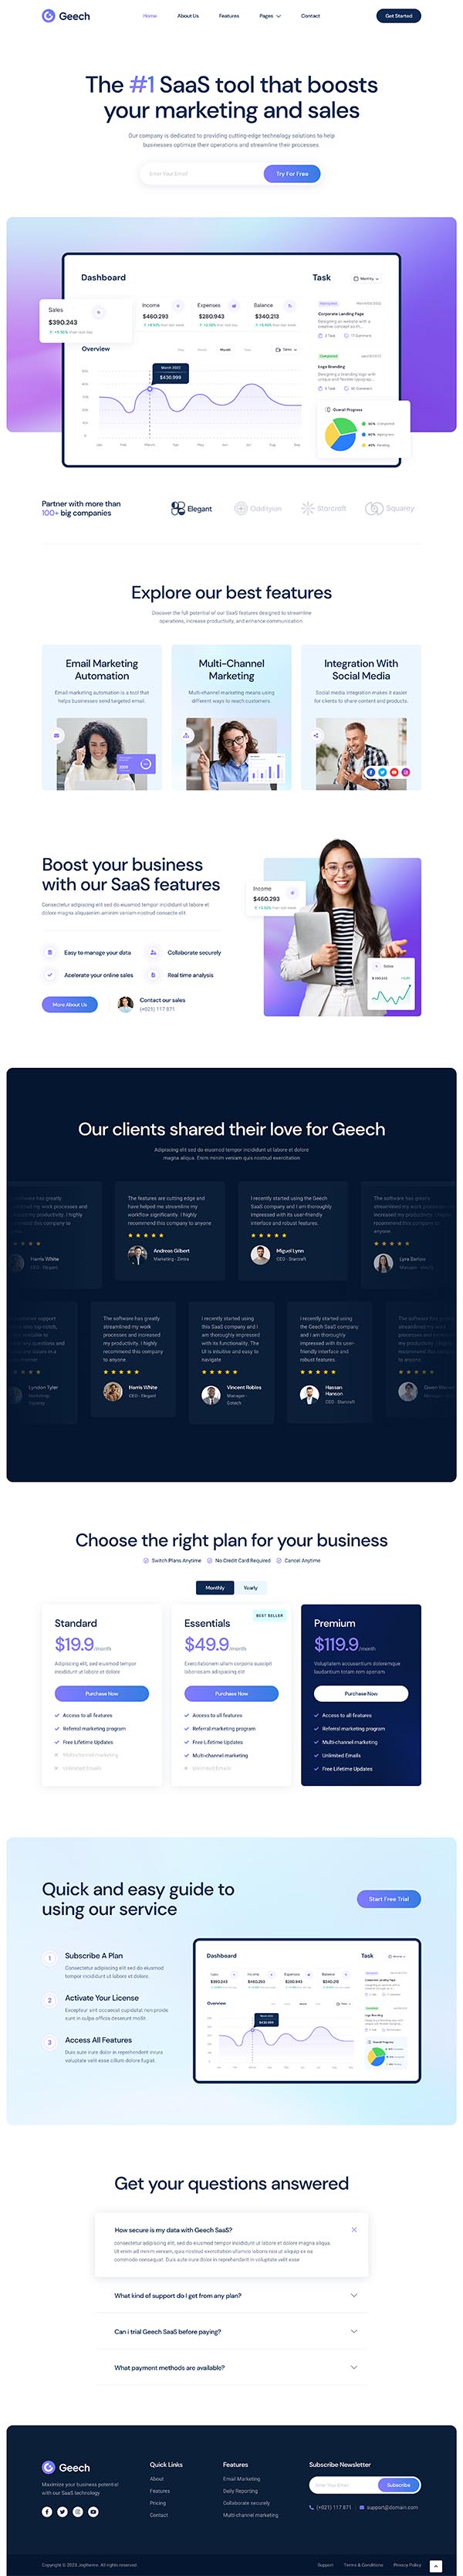 Geech
Home About Us Features Pages Contact Get Started
The #1 SaaS tool that boosts
your marketing and sales
Our company is dedicated to providing cutting-edge technology solutions to help
businesses optimize their operations and streamline their processes.
Enter Your Email Try For Free
Dashboard Task Monthly
Sales
$390.243
Income
$460.293
Expenses
$280.943
Balance
$340.213
Corporate Landing Page
Logo Branding
Overview
March 2023
$430.999
Overall Progress
Partner with more than
100+ big companies
Elegant Oddityion Starcraft Squarey
Explore our best features
Discover the full potential of our SaaS features designed to streamline
operations, increase productivity, and enhance communication
Email Marketing
Automation
Email marketing automation is a tool that
helps businesses send targeted email.
Multi-Channel
Marketing
Multi-channel marketing means using
different ways to reach customers.
Integration With
Social Media
Social media integration makes it easier
for clients to share content and products.
Boost your business
with our SaaS features
Consectetur adipiscing elit sed do eiusmod tempor incididunt ut labore et
dolore magna aliquaenim
Easy to manage your data
Collaborate securely
Acelerate your online sales
Real time analysis
More About Us
Contact our sales
(+021) 117 871
Income
$460.293
Our clients shared their love for Geech
Adipiscing elit sed do eiusmod tempor incididunt ut labore et dolore
magna aliqua. Enim minim veniam quis nostrud exercitation
The features are cutting edge and
have helped me streamline my
workflow significantly. I highly
recommend this company to anyone
Andreas Gilbert
Marketing - Zimira
I recently started using the Geech
SaaS company and I am thoroughly
impressed with its user-friendly
interface and robust features.
Miguel Lynn
CEO - Starcraft
The software has greatly
streamlined my work processes and
increased my productivity. I highly
recommend this company to
anyone
The software has greatly
streamlined my work
processes and increased
my productivity. I highly
recommend this company
to anyone
Harris White
CEO - Elegant
I recently started using
this SaaS company and I
am thoroughly impressed
with its functionality. The
UI is intuitive and easy to
navigate
Vincent Robles
Manager -
I recently started using
the Geech SaaS company
and I am thoroughly
impressed with its user-
friendly interface and
robust features.
Hassan
Hanson
CEO - Starcraft
Choose the right plan for your business
Switch Plans Anytime No Credit Card Required Cancel Anytime
Monthly Yearly
Standard
$19.9/month
Adipiscing elit, sed do eiusmod tempor
incididunt ut labore et dolore
Purchase Now
Access to all features
Referral marketing program
Free Lifetime Updates
Multi-channel marketing
Unlimited Emails
BEST SELLER
Essentials
$49.9/month
Exercitationem ullam corporis suscipit
laboriosam adipiscing elit
Purchase Now
Access to all features
Referral marketing program
Free Lifetime Updates
Multi-channel marketing
Unlimited Emails
Premium
$119.9/month
Voluptatem accusantium doloremque
laudantium totam rem aperiam
Purchase Now
Access to all features
Referral marketing program
Multi-channel marketing
Unlimited Emails
Free Lifetime Updates
Quick and easy guide to
using our service
Start Free Trial
1 Subscribe A Plan
Consectetur adipiscing elit sed do eiusmod
tempor incididunt ut labore et dolore.
2 Activate Your License
Excepteur sint occaecat cupidatat non proide
sunt in culpa officia deserunt mollit.
3 Access All Features
Duis aute irure dolor in reprehenderit in
voluptate velit esse cillum dolore fugiat.
Dashboard Task
Overview
Get your questions answered
How secure is my data with Geech SaaS?
consectetur adipiscing elit, sed do eiusmod tempor incididunt ut labore et dolore magna aliqua.
Ut enim ad minim veniam, quis nostrud exercitation ullamco laboris nisi ut aliquip ex ea
commodo consequat. Duis aute irure dolor in reprehenderit in voluptate velit esse
What kind of support do I get from any plan?
Can i trial Geech SaaS before paying?
What payment methods are available?
Geech
Maximize your business potential
with our SaaS technology
Quick Links
About
Features
Pricing
Contact
Features
Email Marketing
Daily Reporting
Collaborate securely
Multi-channel marketing
Subscribe Newsletter
Enter Your Email Subscribe
(+021) 117 871 support@domain.com
Copyright © 2023 Jegtheme. All rights reserved.
Support Terms & Conditions Privacy Policy